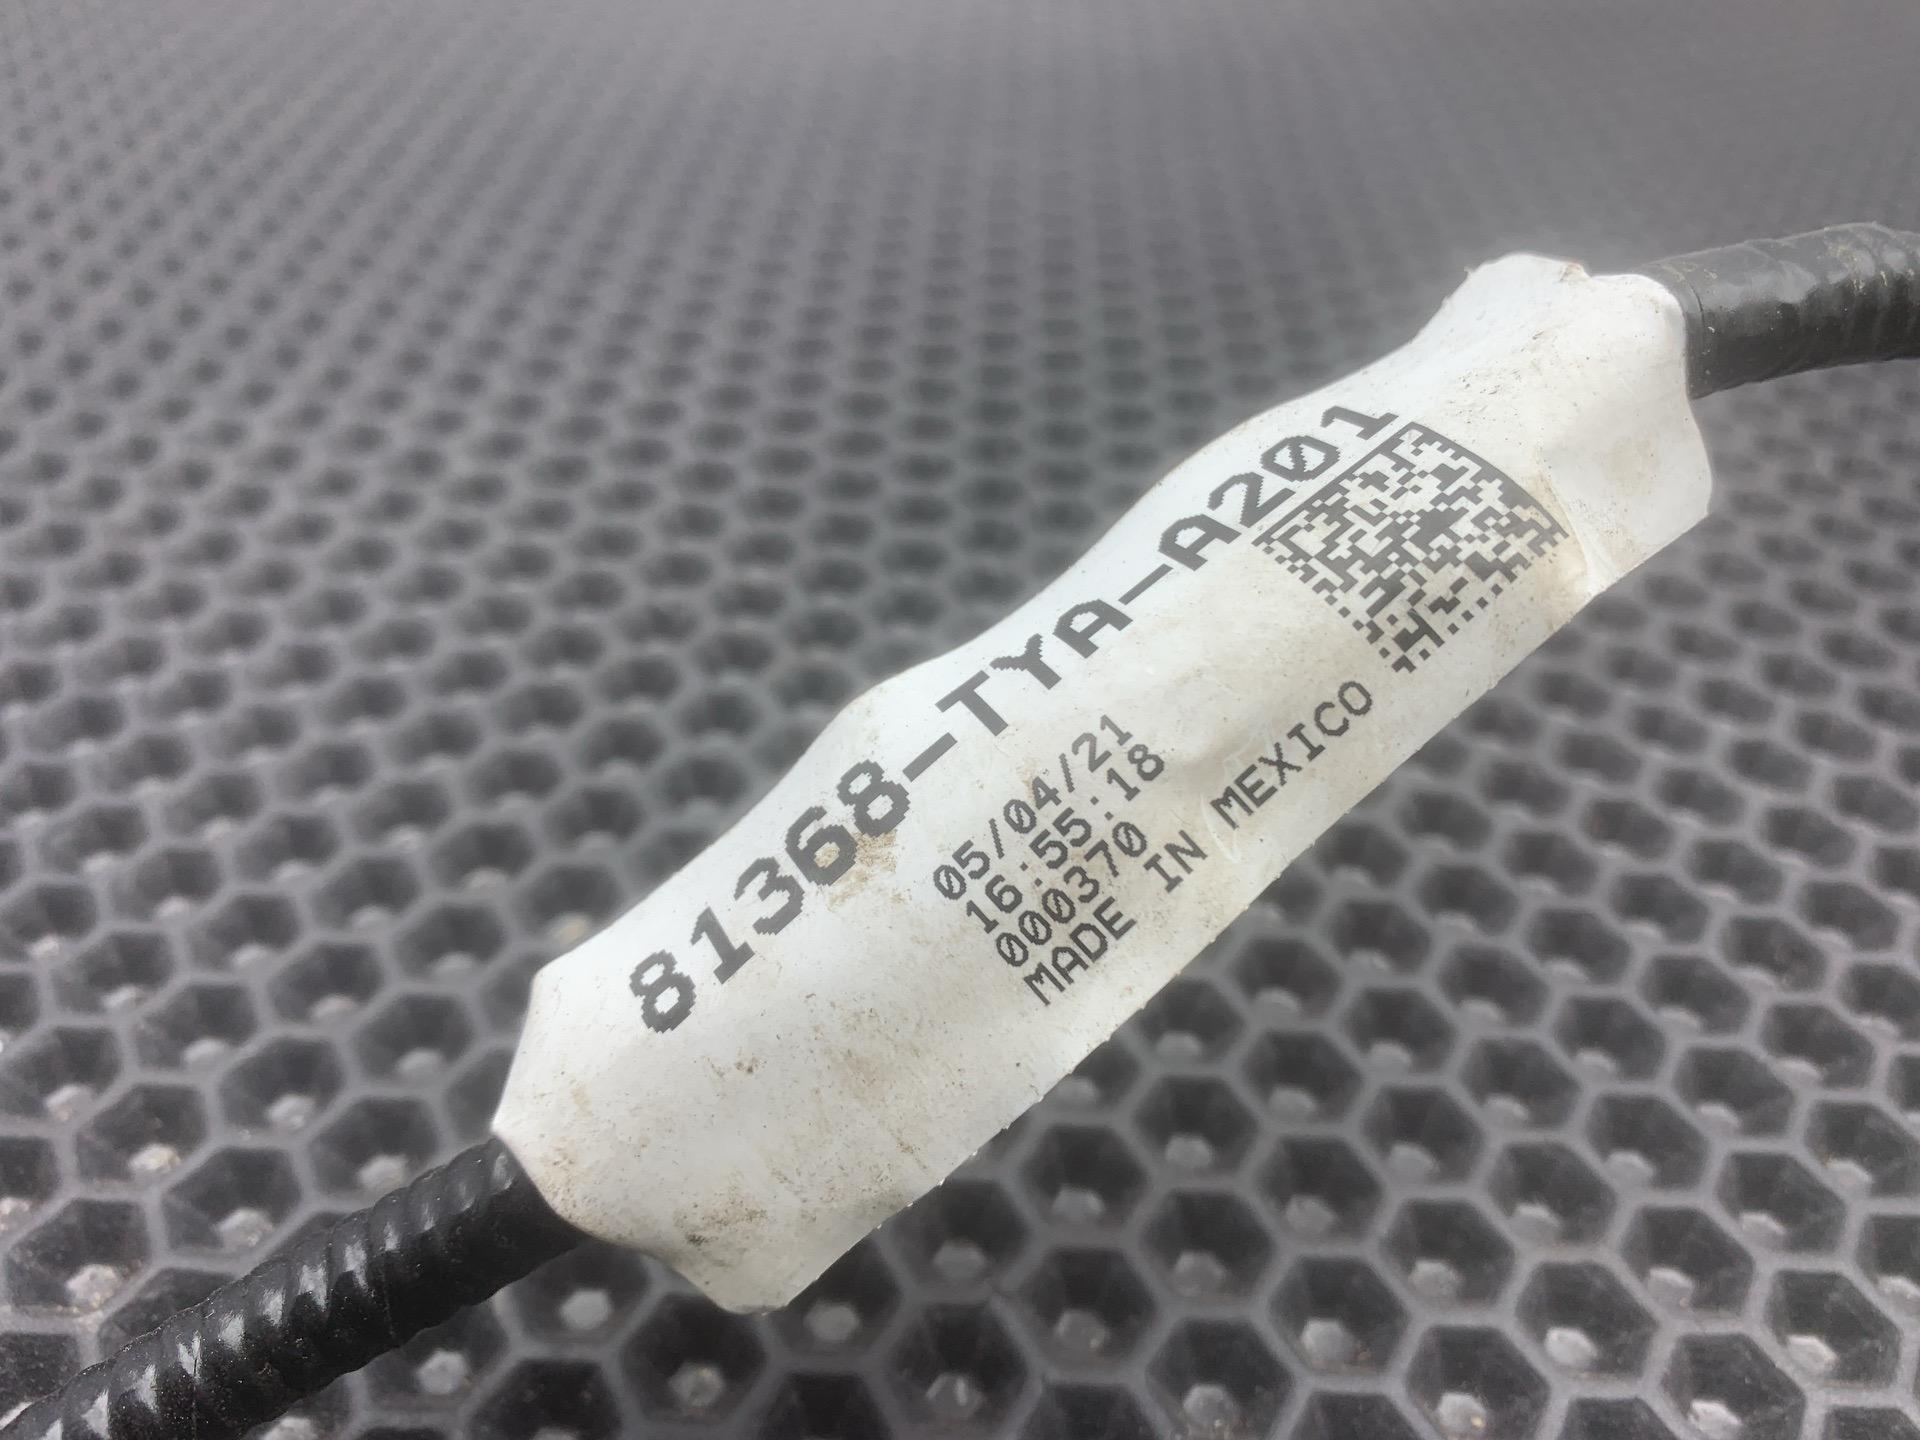 81368-TYA-A201
05/04/21
16:55:18
000370
MADE IN MEXICO